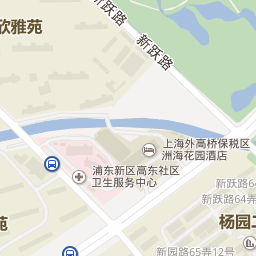 欣雅苑
新跃路
新跃路
上海外高桥保税区
洲海花园酒店
浦东新区高东社区
卫生服务中心
新跃路64弄
新跃路64弄
苑
杨园二
新园路65弄12号